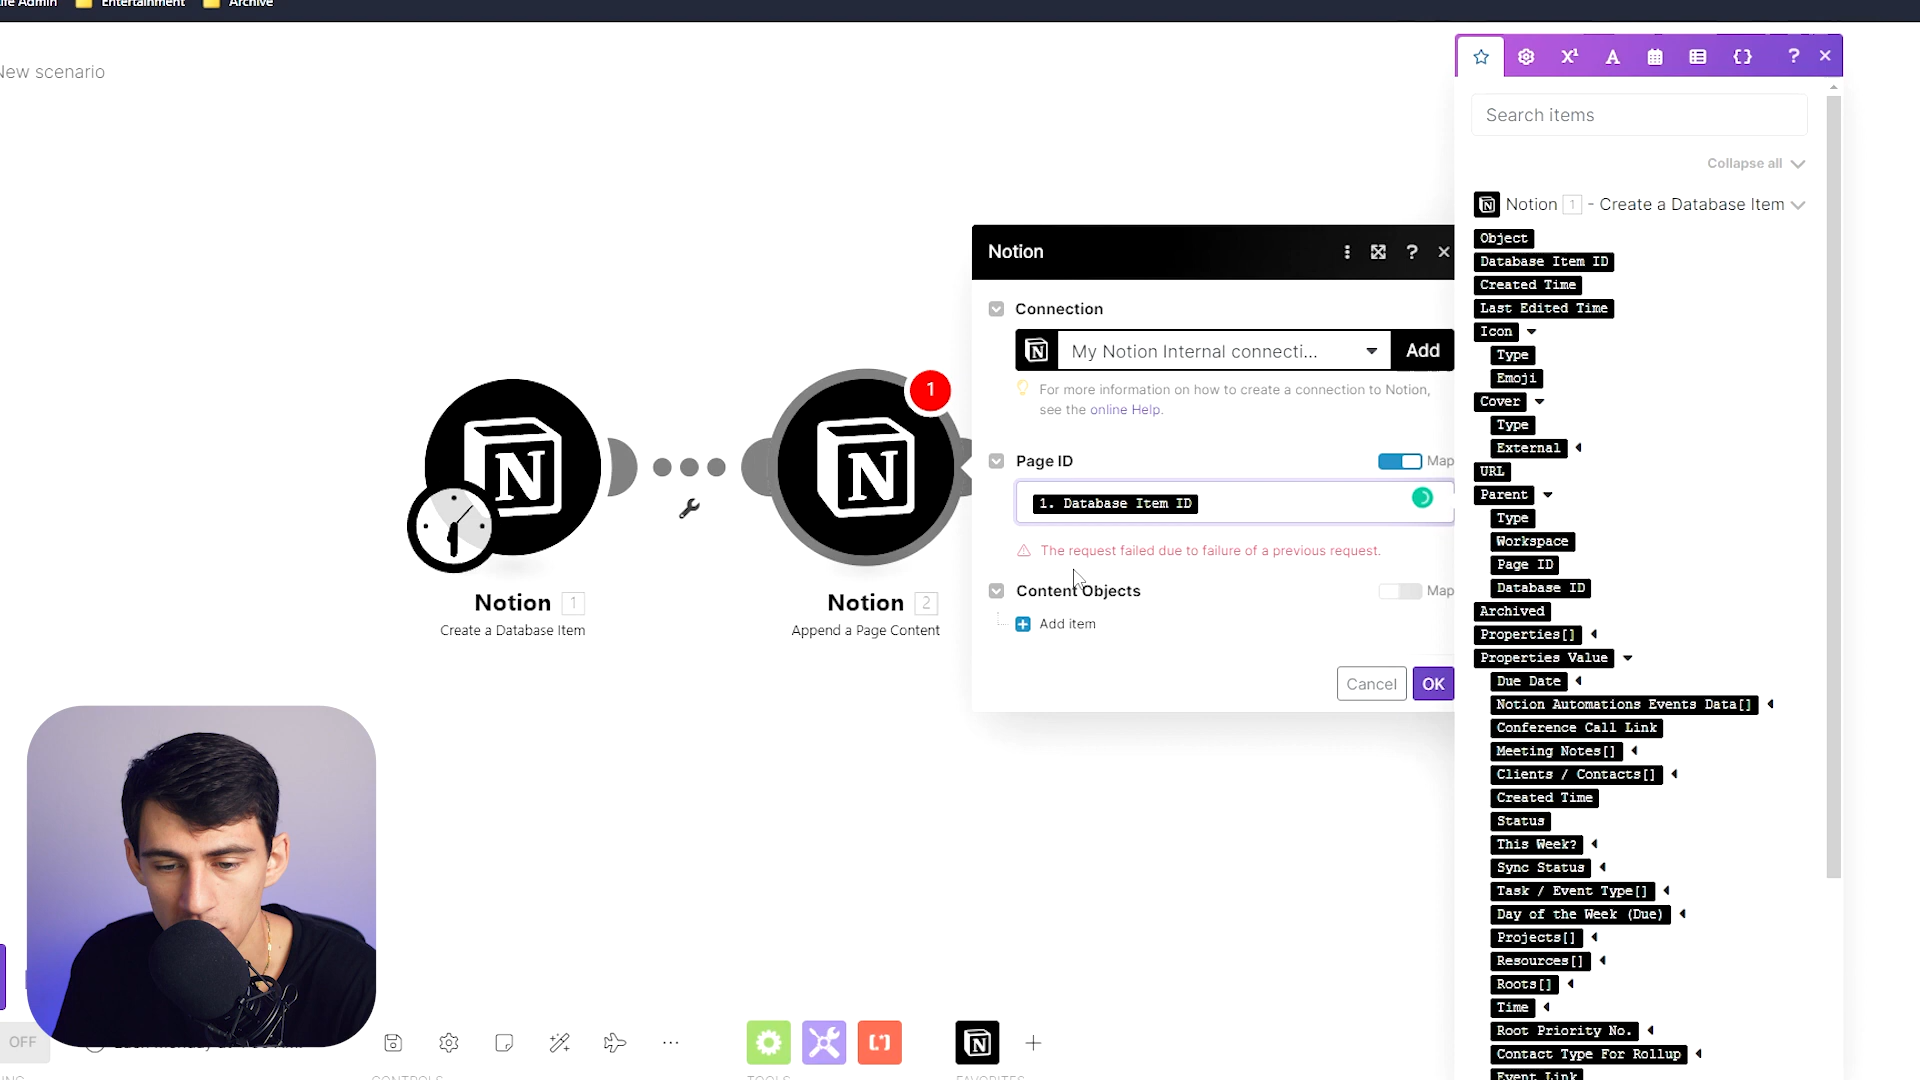 Life Admin
Entertainment
Archive
New scenario
Search items
Collapse all
Notion 1 - Create a Database Item
Object
Database Item ID
Created Time
Last Edited Time
Icon
Type
Emoji
Cover
Type
External
URL
Parent
Type
Workspace
Page ID
Database ID
Archived
Properties[]
Properties Value
Due Date
Notion Automations Events Data[]
Conference Call Link
Meeting Notes[]
Clients / Contacts[]
Created Time
Status
This Week?
Sync Status
Task / Event Type[]
Day of the Week (Due)
Projects[]
Resources[]
Roots[]
Time
Root Priority No.
Contact Type For Rollup
Event Link
Notion
Connection
My Notion Internal connecti...
Add
For more information on how to create a connection to Notion,
see the online Help.
Page ID
Map
1. Database Item ID
The request failed due to failure of a previous request.
Content Objects
Map
Add item
Cancel
OK
1
Notion 1
Create a Database Item
Notion 2
Append a Page Content
OFF
CONTROLS
TOOLS
FAVORITES